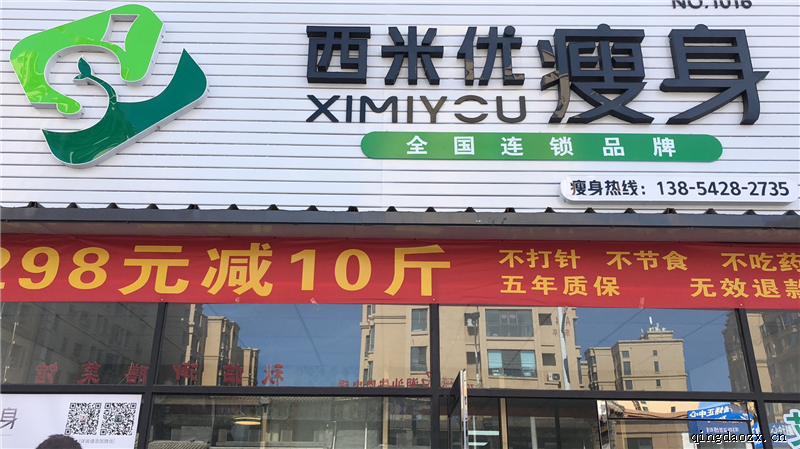 NO.1016
西米优瘦身
XIMIYOU
全国连锁品牌
瘦身热线：138-5428-2735
298元减10斤
不打针 不节食 不吃药
五年质保 无效退款
身
qingdaozx.cn